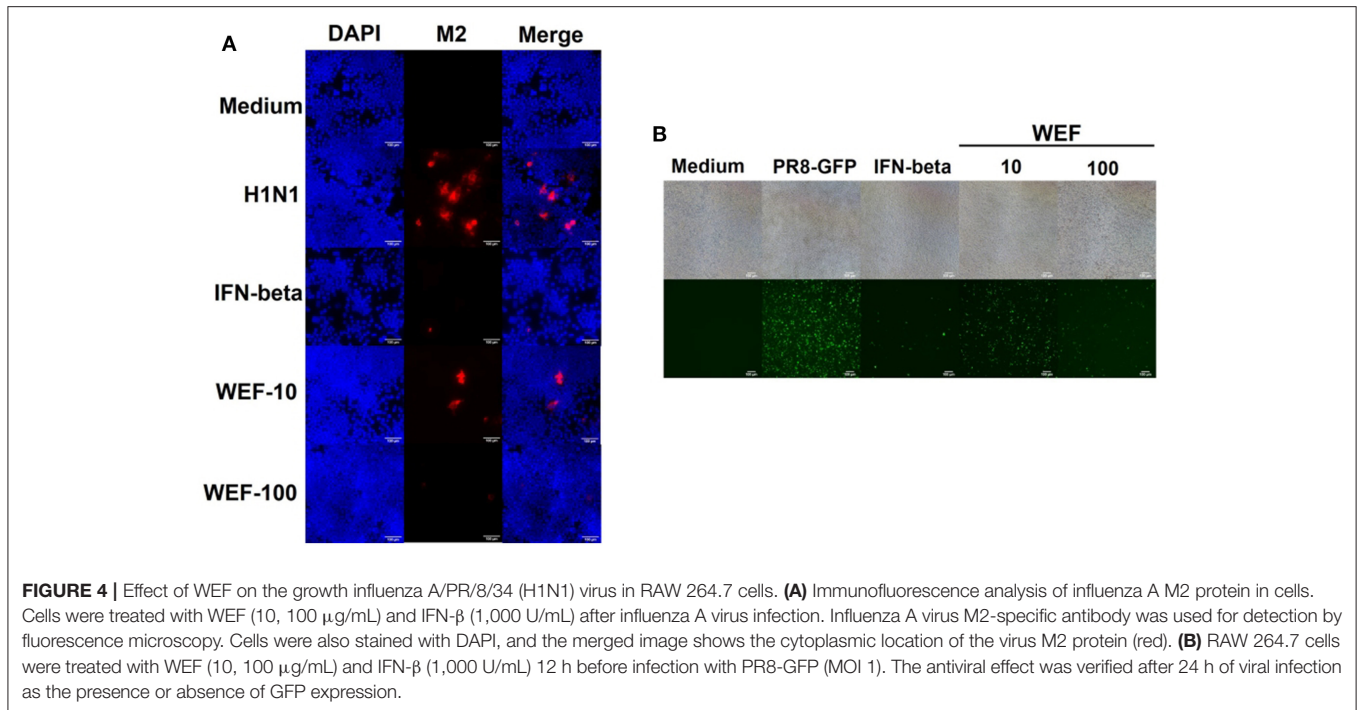 A
DAPI M2 Merge
Medium
H1N1
IFN-beta
WEF-10
WEF-100
B
WEF
Medium PR8-GFP IFN-beta 10 100
FIGURE 4 | Effect of WEF on the growth influenza A/PR/8/34 (H1N1) virus in RAW 264.7 cells. (A) Immunofluorescence analysis of influenza A M2 protein in cells.
Cells were treated with WEF (10, 100 μg/mL) and IFN-β (1,000 U/mL) after influenza A virus infection. Influenza A virus M2-specific antibody was used for detection by
fluorescence microscopy. Cells were also stained with DAPI, and the merged image shows the cytoplasmic location of the virus M2 protein (red). (B) RAW 264.7 cells
were treated with WEF (10, 100 μg/mL) and IFN-β (1,000 U/mL) 12 h before infection with PR8-GFP (MOI 1). The antiviral effect was verified after 24 h of viral infection
as the presence or absence of GFP expression.